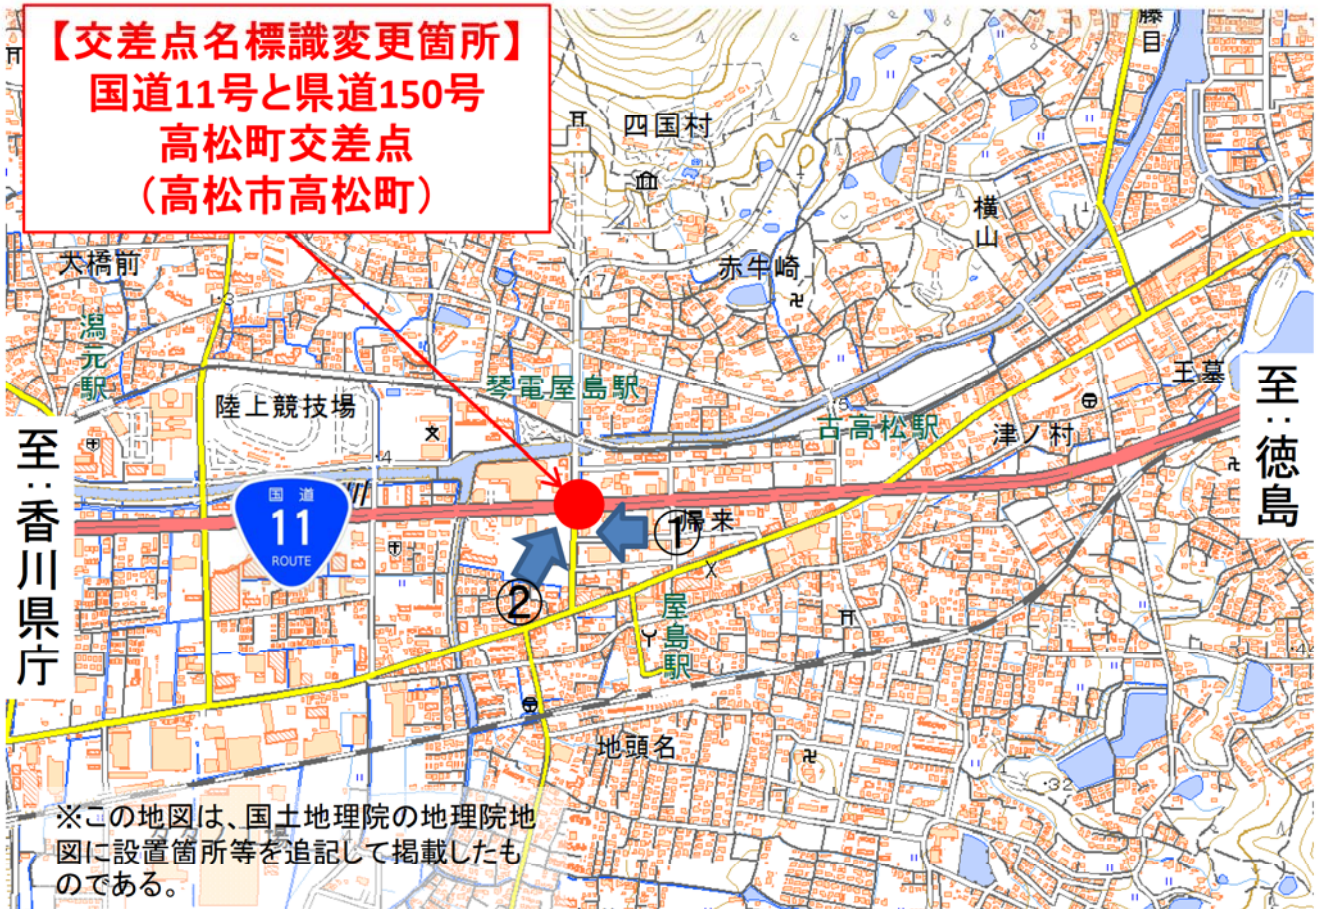 【交差点名標識変更箇所】
国道11号と県道150号
高松町交差点
（高松市高松町）
藤目
四国村
横山
大橋前
赤牛崎
潟元駅
琴電屋島駅
陸上競技場
王墓
古高松駅
津ノ村
至：香川県庁
至：徳島
国道
11
ROUTE
帰来
①
②
屋島駅
地頭名
32
※この地図は、国土地理院の地理院地
図に設置箇所等を追記して掲載したも
のである。